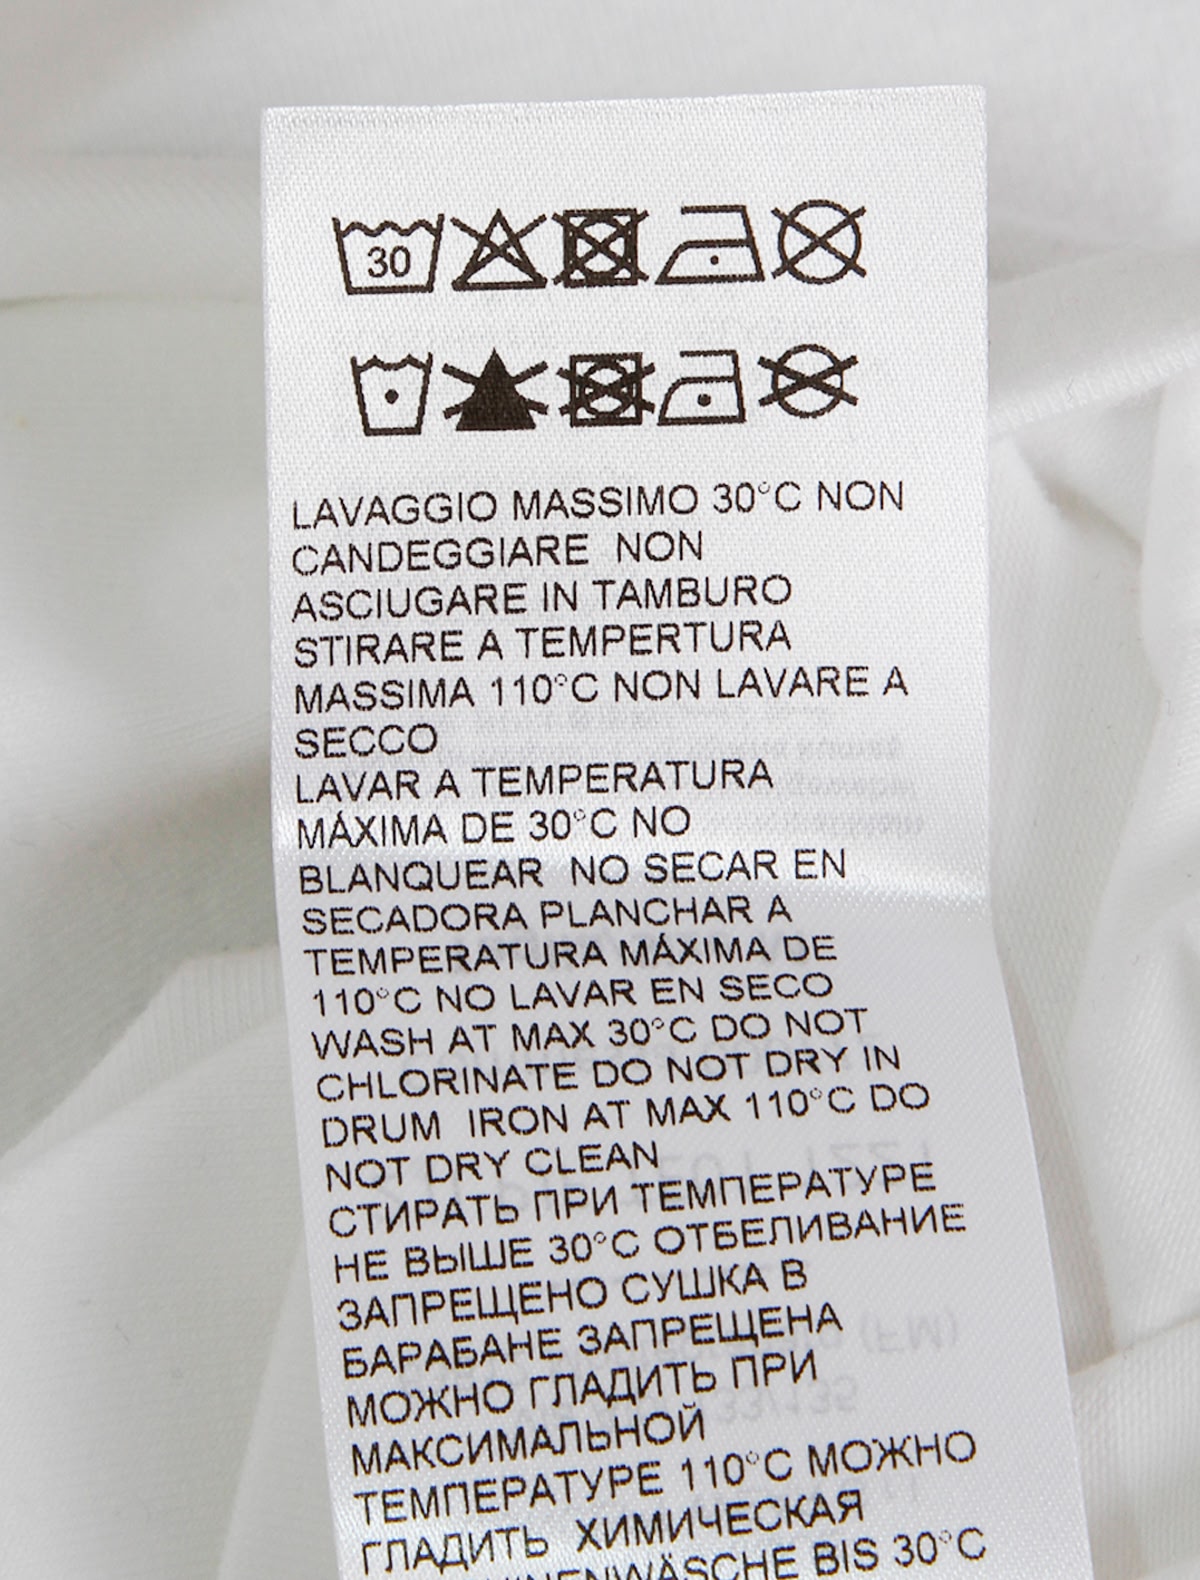 30
LAVAGGIO MASSIMO 30°C NON
CANDEGGIARE NON
ASCIUGARE IN TAMBURO
STIRARE A TEMPERTURA
MASSIMA 110°C NON LAVARE A
SECCO
LAVAR A TEMPERATURA
MÁXIMA DE 30°C NO
BLANQUEAR NO SECAR EN
SECADORA PLANCHAR A
TEMPERATURA MÁXIMA DE
110°C NO LAVAR EN SECO
WASH AT MAX 30°C DO NOT
CHLORINATE DO NOT DRY IN
DRUM IRON AT MAX 110°C DO
NOT DRY CLEAN
СТИРАТЬ ПРИ ТЕМПЕРАТУРЕ
НЕ ВЫШЕ 30°C ОТБЕЛИВАНИЕ
ЗАПРЕЩЕНО СУШКА В
БАРАБАНЕ ЗАПРЕЩЕНА
МОЖНО ГЛАДИТЬ ПРИ
МАКСИМАЛЬНОЙ
ТЕМПЕРАТУРЕ 110°C МОЖНО
ГЛАДИТЬ ХИМИЧЕСКАЯ
BIS 30°C